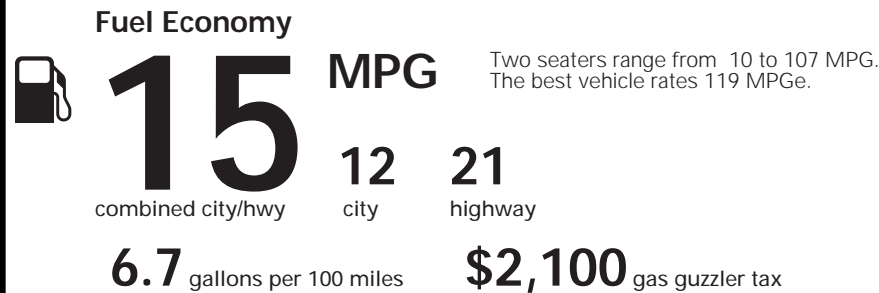 Fuel Economy
15 MPG
Two seaters range from 10 to 107 MPG.
The best vehicle rates 119 MPGe.
12 21
combined city/hwy city highway
6.7 gallons per 100 miles $2,100 gas guzzler tax